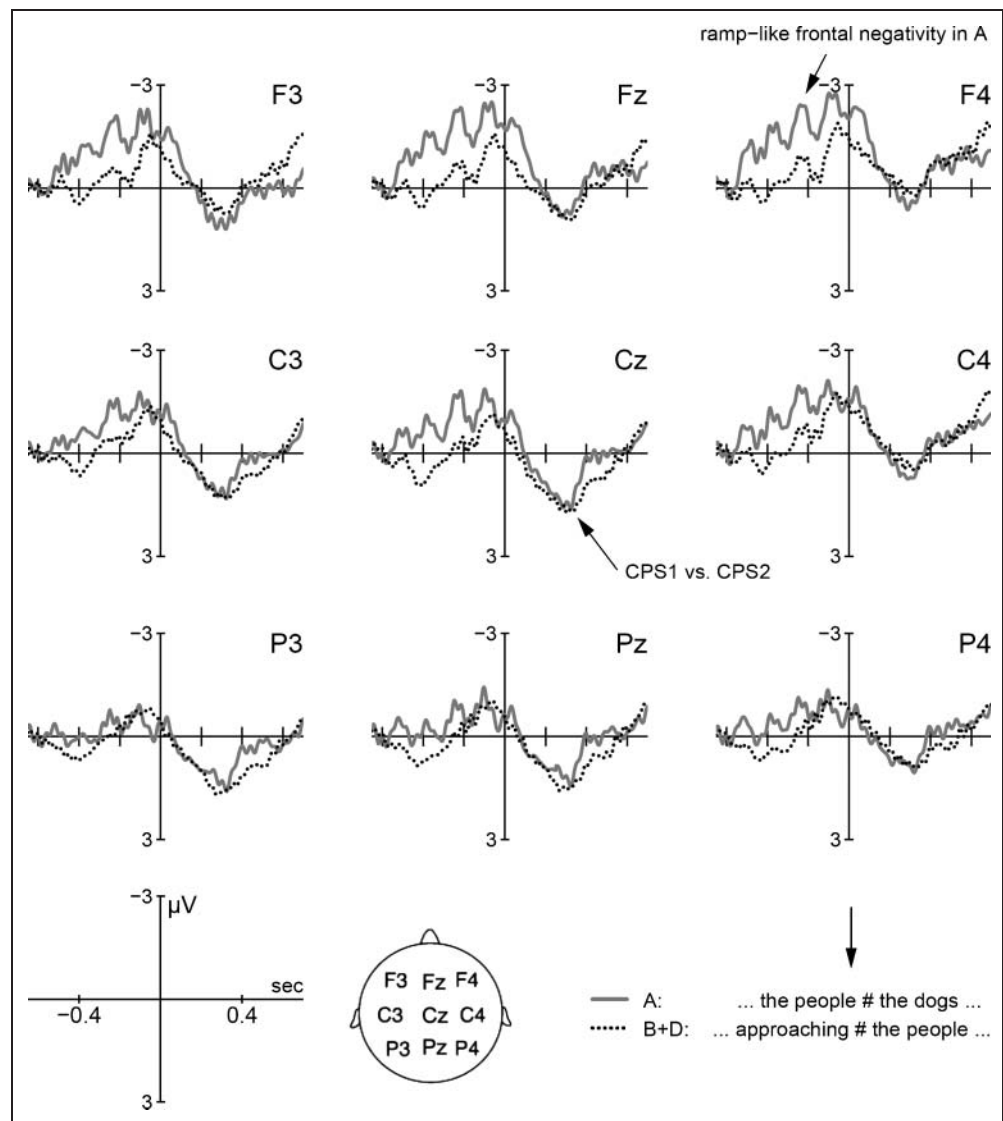 ramp−like frontal negativity in A
−3 F3 −3 Fz −3 F4
3 3 3
−3 C3 −3 Cz −3 C4
3 3 3
CPS1 vs. CPS2
−3 P3 −3 Pz −3 P4
3 3 3
−3 µV
sec
−0.4 0.4
3
F3 Fz F4
C3 Cz C4
P3 Pz P4
A: ... the people # the dogs ...
B+D: ... approaching # the people ...